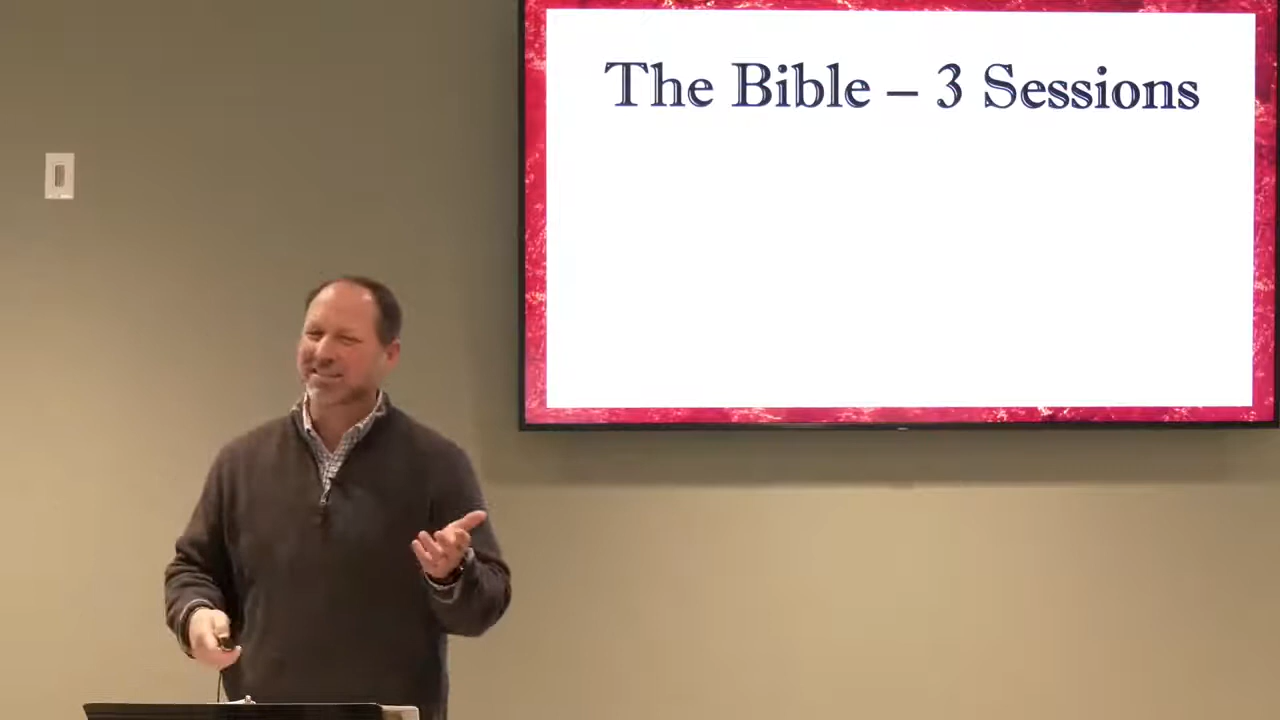 The Bible – 3 Sessions